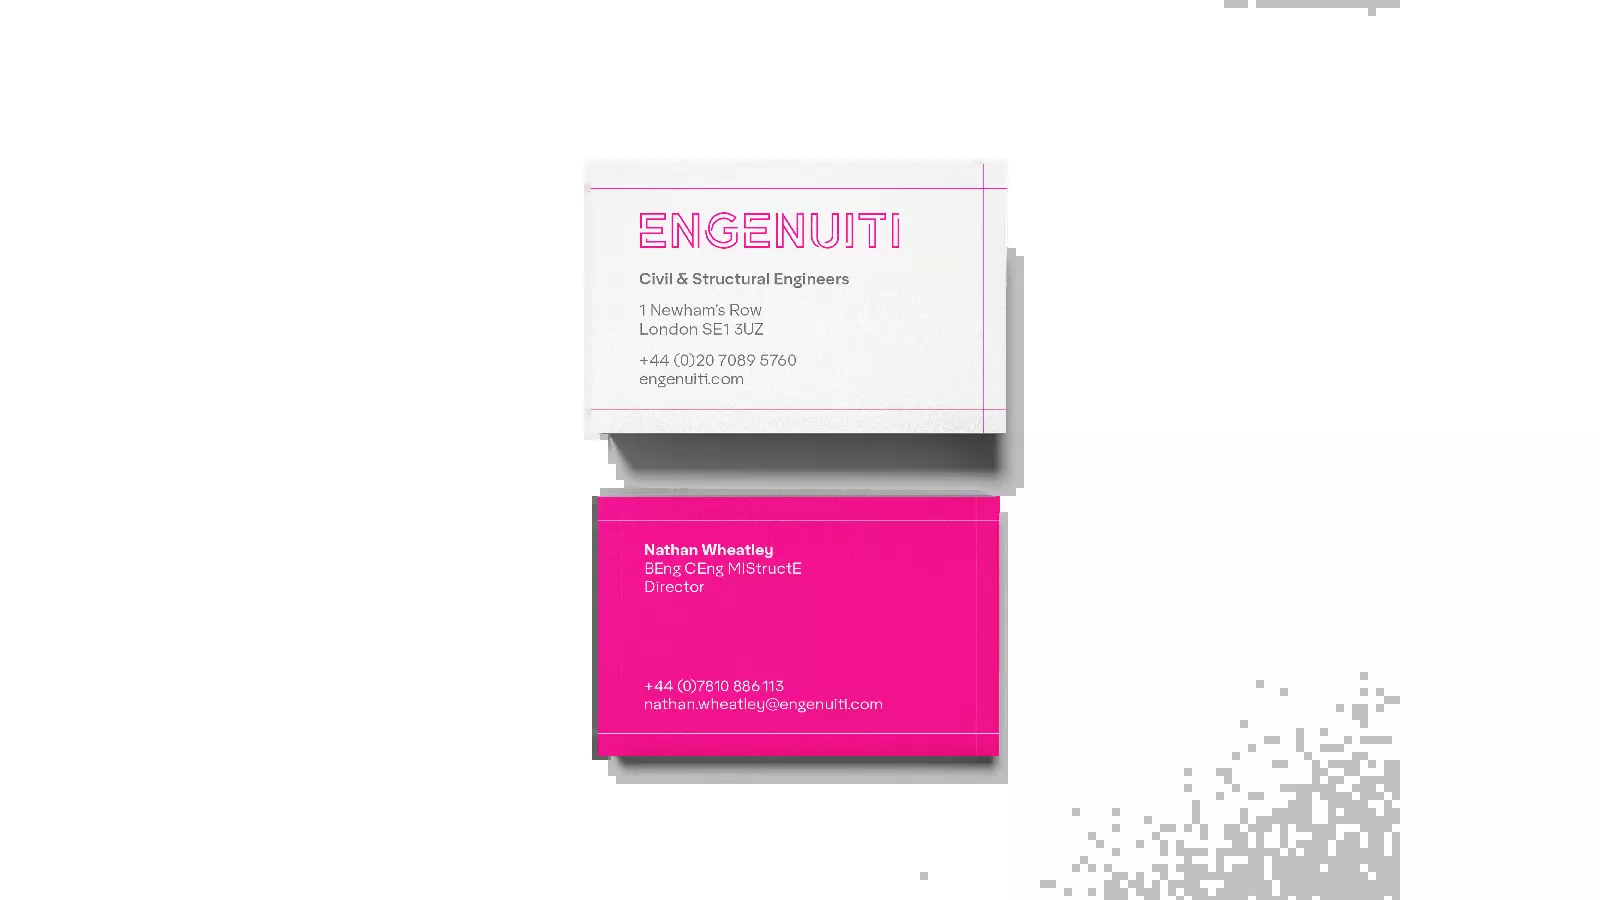 ENGENUITI
Civil & Structural Engineers
1 Newham's Row
London SE1 3UZ
+44 (0)20 7089 5760
engenuiti.com
Nathan Wheatley
BEng CEng MIStructE
Director
+44 (0)7810 886 113
nathan.wheatley@engenuiti.com